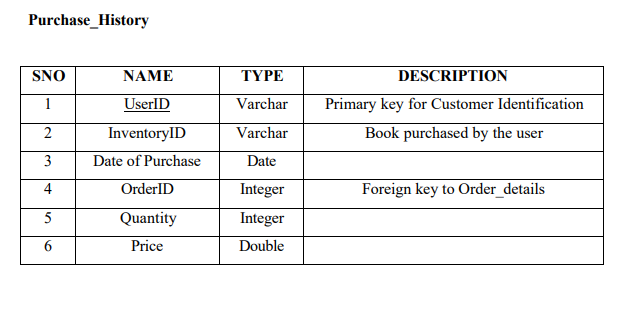 Purchase_History
SNO NAME TYPE DESCRIPTION
1 UserID Varchar Primary key for Customer Identification
2 InventoryID Varchar Book purchased by the user
3 Date of Purchase Date
4 OrderID Integer Foreign key to Order_details
5 Quantity Integer
6 Price Double